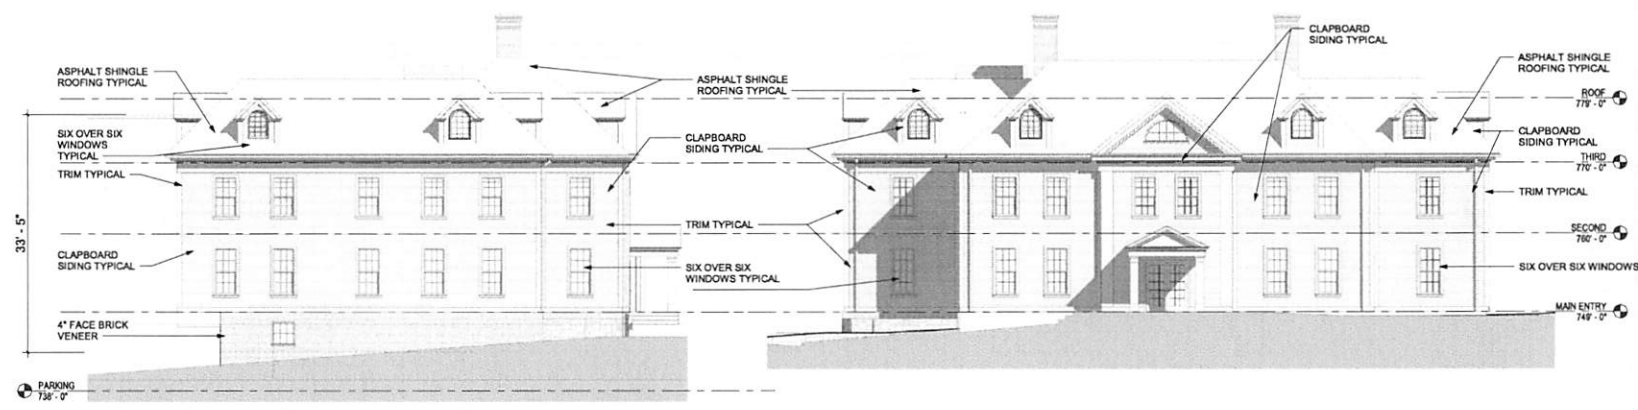 ASPHALT SHINGLE
ROOFING TYPICAL
SIX OVER SIX
WINDOWS
TYPICAL
TRIM TYPICAL
33' - 5"
CLAPBOARD
SIDING TYPICAL
4" FACE BRICK
VENEER
PARKING
738' - 0"
ASPHALT SHINGLE
ROOFING TYPICAL
CLAPBOARD
SIDING TYPICAL
TRIM TYPICAL
SIX OVER SIX
WINDOWS TYPICAL
CLAPBOARD
SIDING TYPICAL
ASPHALT SHINGLE
ROOFING TYPICAL
ROOF
779' - 0"
CLAPBOARD
SIDING TYPICAL
THIRD
770' - 0"
TRIM TYPICAL
SECOND
760' - 0"
SIX OVER SIX WINDOWS
MAIN ENTRY
749' - 0"